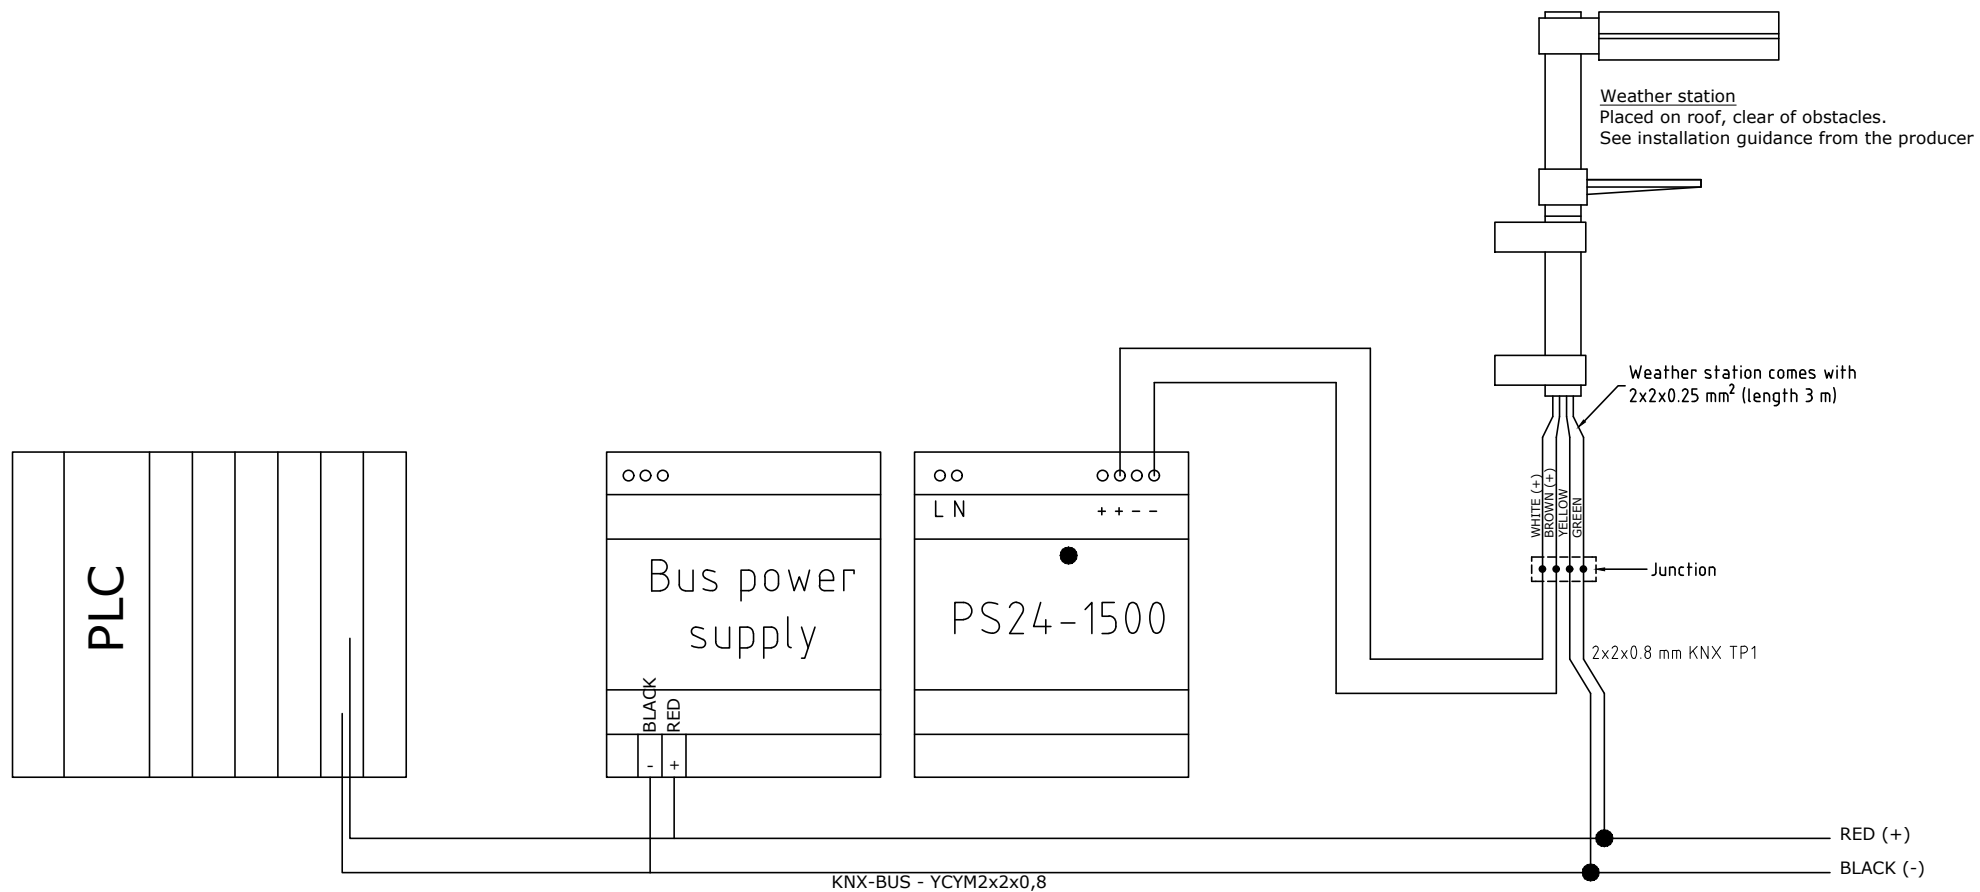 Weather station
Placed on roof, clear of obstacles.
See installation guidance from the producer
Weather station comes with
2x2x0.25 mm² (length 3 m)
WHITE (+)
BROWN (+)
YELLOW
GREEN
L N
+ + − −
PLC
Bus power
supply
PS24-1500
Junction
2x2x0.8 mm KNX TP1
BLACK
RED
- +
RED (+)
BLACK (-)
KNX-BUS - YCYM2x2x0,8